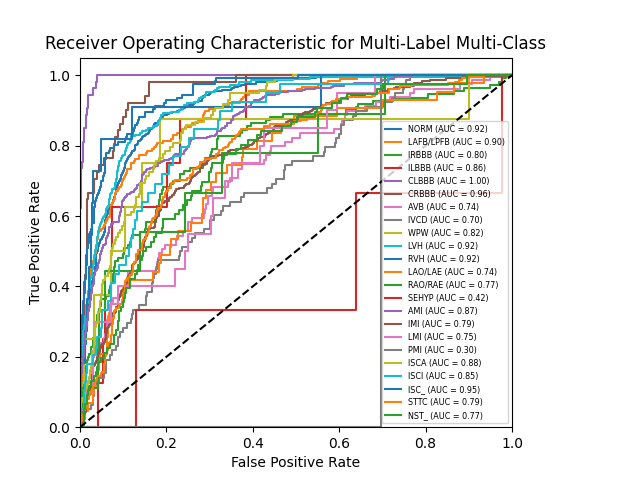 Receiver Operating Characteristic for Multi-Label Multi-Class
True Positive Rate
1.0
0.8
0.6
0.4
0.2
0.0
NORM (AUC = 0.92)
LAFB/LPFB (AUC = 0.90)
IRBBB (AUC = 0.80)
ILBBB (AUC = 0.86)
CLBBB (AUC = 1.00)
CRBBB (AUC = 0.96)
AVB (AUC = 0.74)
IVCD (AUC = 0.70)
WPW (AUC = 0.82)
LVH (AUC = 0.92)
RVH (AUC = 0.92)
LAO/LAE (AUC = 0.74)
RAO/RAE (AUC = 0.77)
SEHYP (AUC = 0.42)
AMI (AUC = 0.87)
IMI (AUC = 0.79)
LMI (AUC = 0.75)
PMI (AUC = 0.30)
ISCA (AUC = 0.88)
ISCI (AUC = 0.85)
ISC_ (AUC = 0.95)
STTC (AUC = 0.79)
NST_ (AUC = 0.77)
0.0 0.2 0.4 0.6 0.8 1.0
False Positive Rate